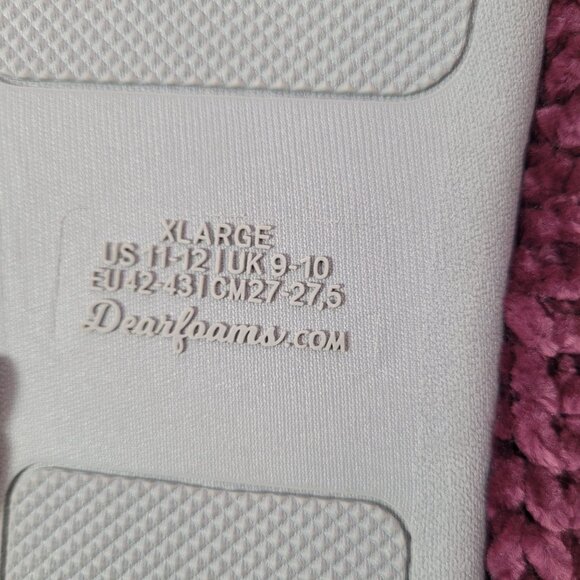 XLARGE
US 11-12 | UK 9-10
EU 42-43 | CM 27-27,5
Dearfoams.COM